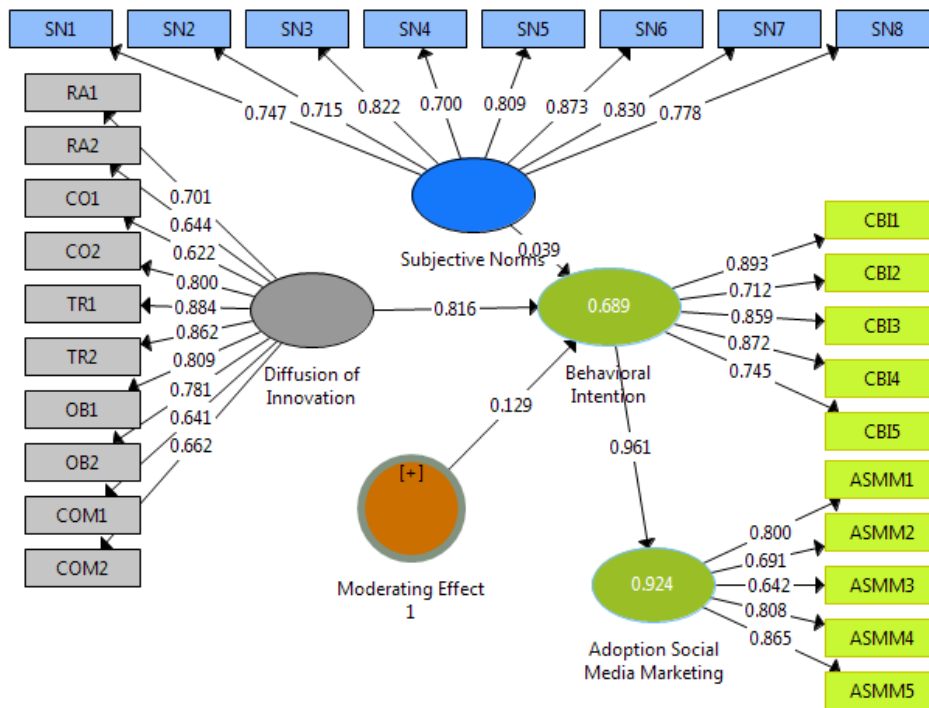 SN1 SN2 SN3 SN4 SN5 SN6 SN7 SN8
0.747 0.715 0.822 0.700 0.809 0.873 0.830 0.778
RA1
RA2
CO1
CO2
TR1
TR2
OB1
OB2
COM1
COM2
0.701
0.644
0.622
0.800
0.884
0.862
0.809
0.781
0.641
0.662
Subjective Norms
0.039
Diffusion of
Innovation
0.816
0.689
Behavioral
Intention
0.129
[+]
Moderating Effect
1
0.961
0.893
0.712
0.859
0.872
0.745
CBI1
CBI2
CBI3
CBI4
CBI5
0.924
Adoption Social
Media Marketing
0.800
0.691
0.642
0.808
0.865
ASMM1
ASMM2
ASMM3
ASMM4
ASMM5